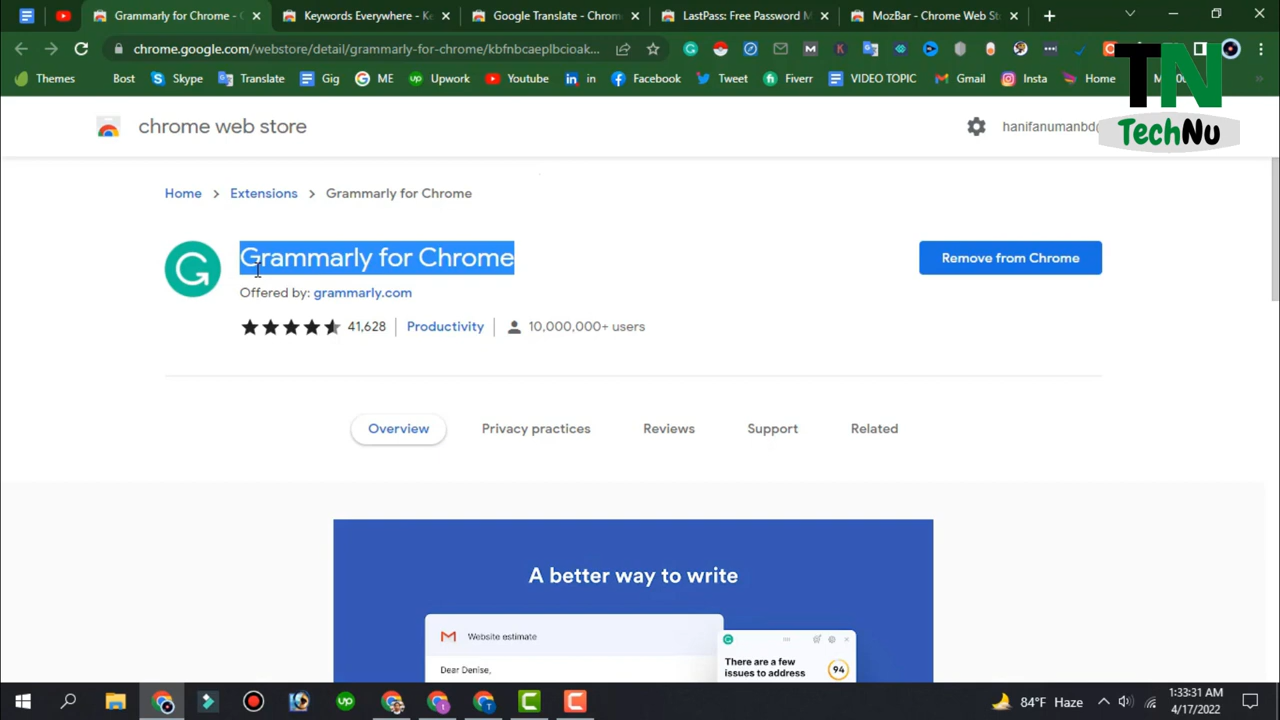 Grammarly for Chrome - C
Keywords Everywhere - Ke
Google Translate - Chrom
LastPass: Free Password M
MozBar - Chrome Web St
chrome.google.com/webstore/detail/grammarly-for-chrome/kbfnbcaeplbcioak...
Themes
Bost
Skype
Translate
Gig
ME
Upwork
Youtube
in
Facebook
Tweet
Fiverr
VIDEO TOPIC
Gmail
Insta
Home
TN
TechNu
chrome web store
hanifanumanbd@
Home > Extensions > Grammarly for Chrome
Grammarly for Chrome
Remove from Chrome
Offered by: grammarly.com
41,628
Productivity
10,000,000+ users
Overview
Privacy practices
Reviews
Support
Related
A better way to write
Website estimate
Dear Denise,
There are a few
issues to address
94
84°F Haze
1:33:31 AM
4/17/2022